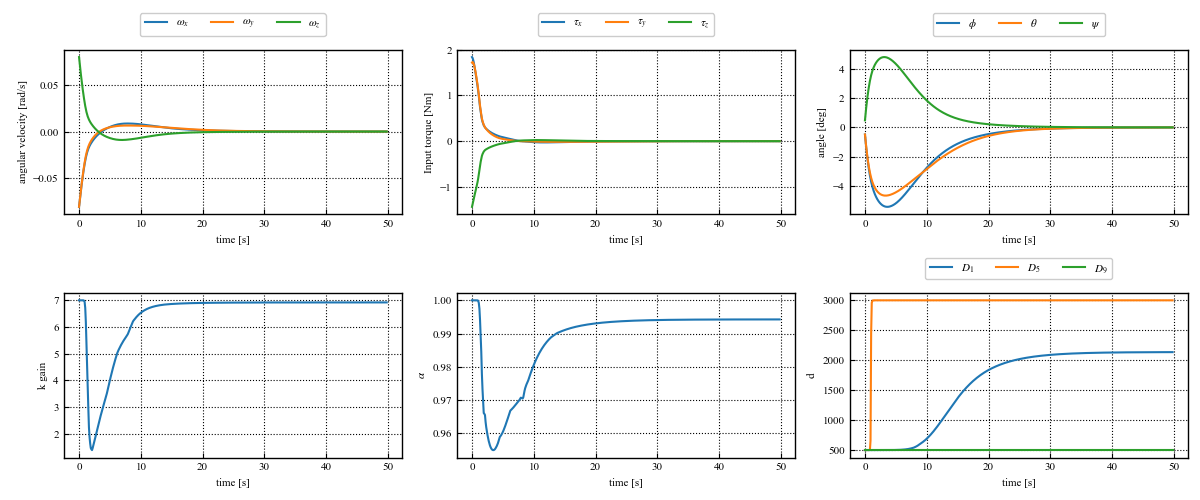 ωx ωy ωz
angular velocity [rad/s]
0.05
0.00
−0.05
0 10 20 30 40 50
time [s]
τx τy τz
Input torque [Nm]
2
1
0
−1
0 10 20 30 40 50
time [s]
ϕ θ ψ
angle [deg]
4
2
0
−2
−4
0 10 20 30 40 50
time [s]
k gain
7
6
5
4
3
2
0 10 20 30 40 50
time [s]
α
1.00
0.99
0.98
0.97
0.96
0 10 20 30 40 50
time [s]
D1 D5 D9
d
3000
2500
2000
1500
1000
500
0 10 20 30 40 50
time [s]